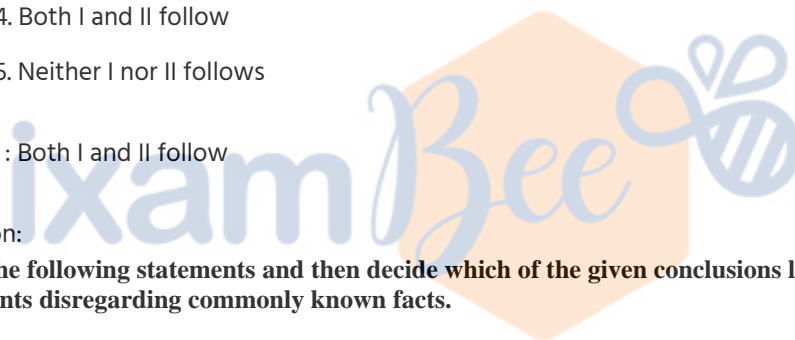 4. Both I and II follow
5. Neither I nor II follows
: Both I and II follow
ixamBee
on:
he following statements and then decide which of the given conclusions l
nts disregarding commonly known facts.